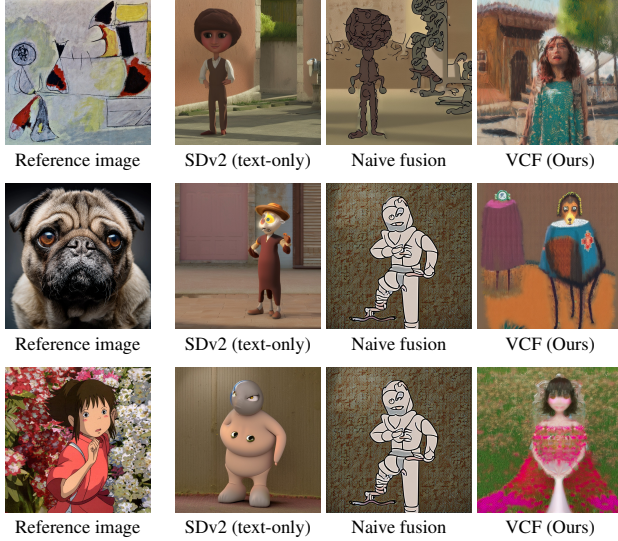 Reference image
SDv2 (text-only)
Naive fusion
VCF (Ours)
Reference image
SDv2 (text-only)
Naive fusion
VCF (Ours)
Reference image
SDv2 (text-only)
Naive fusion
VCF (Ours)